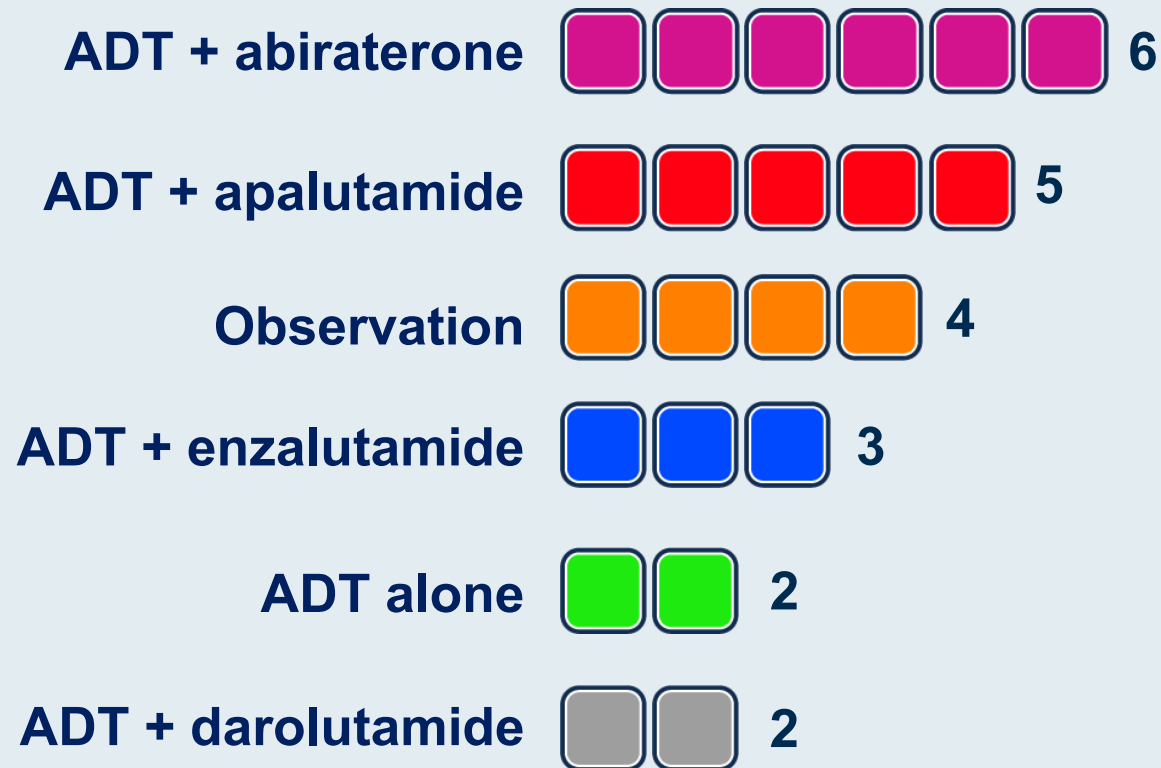 ADT + abiraterone 6
ADT + apalutamide 5
Observation 4
ADT + enzalutamide 3
ADT alone 2
ADT + darolutamide 2